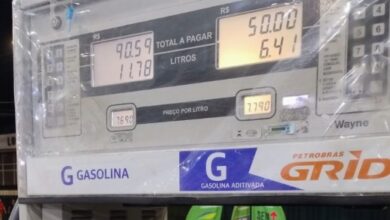 R$ 90.59 TOTAL A PAGAR 50.00
11.78 LITROS 6.41
PREÇO POR LITRO
7.690 7.790
Wayne
G GASOLINA
G
GASOLINA ADITIVADA
PETROBRAS
GRID